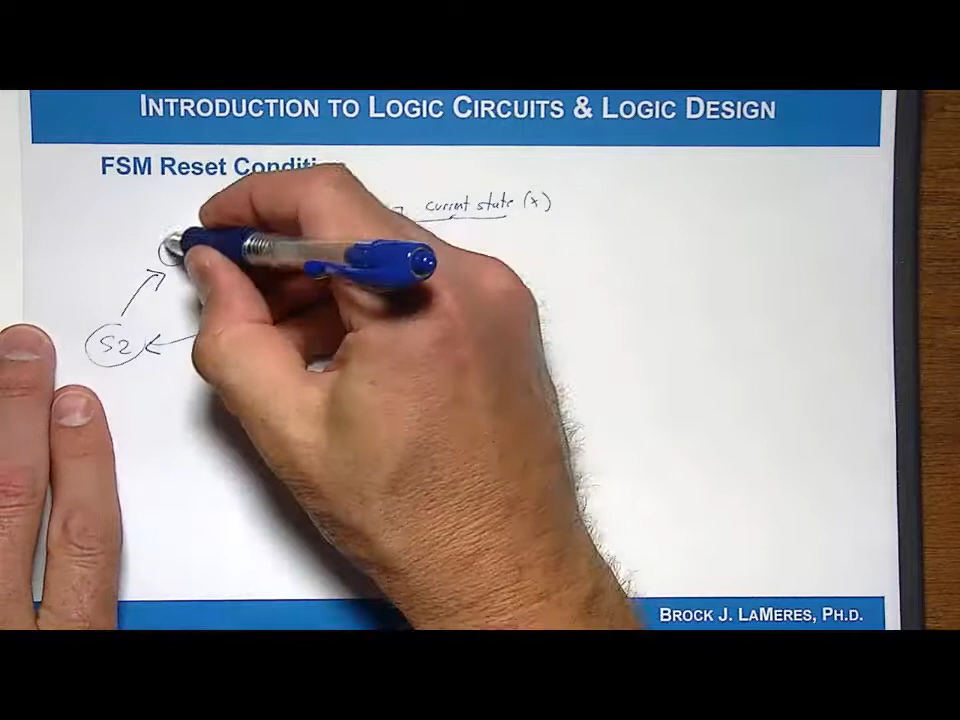 INTRODUCTION TO LOGIC CIRCUITS & LOGIC DESIGN
FSM Reset Conditi
current state (x)
S2
BROCK J. LAMERES, PH.D.